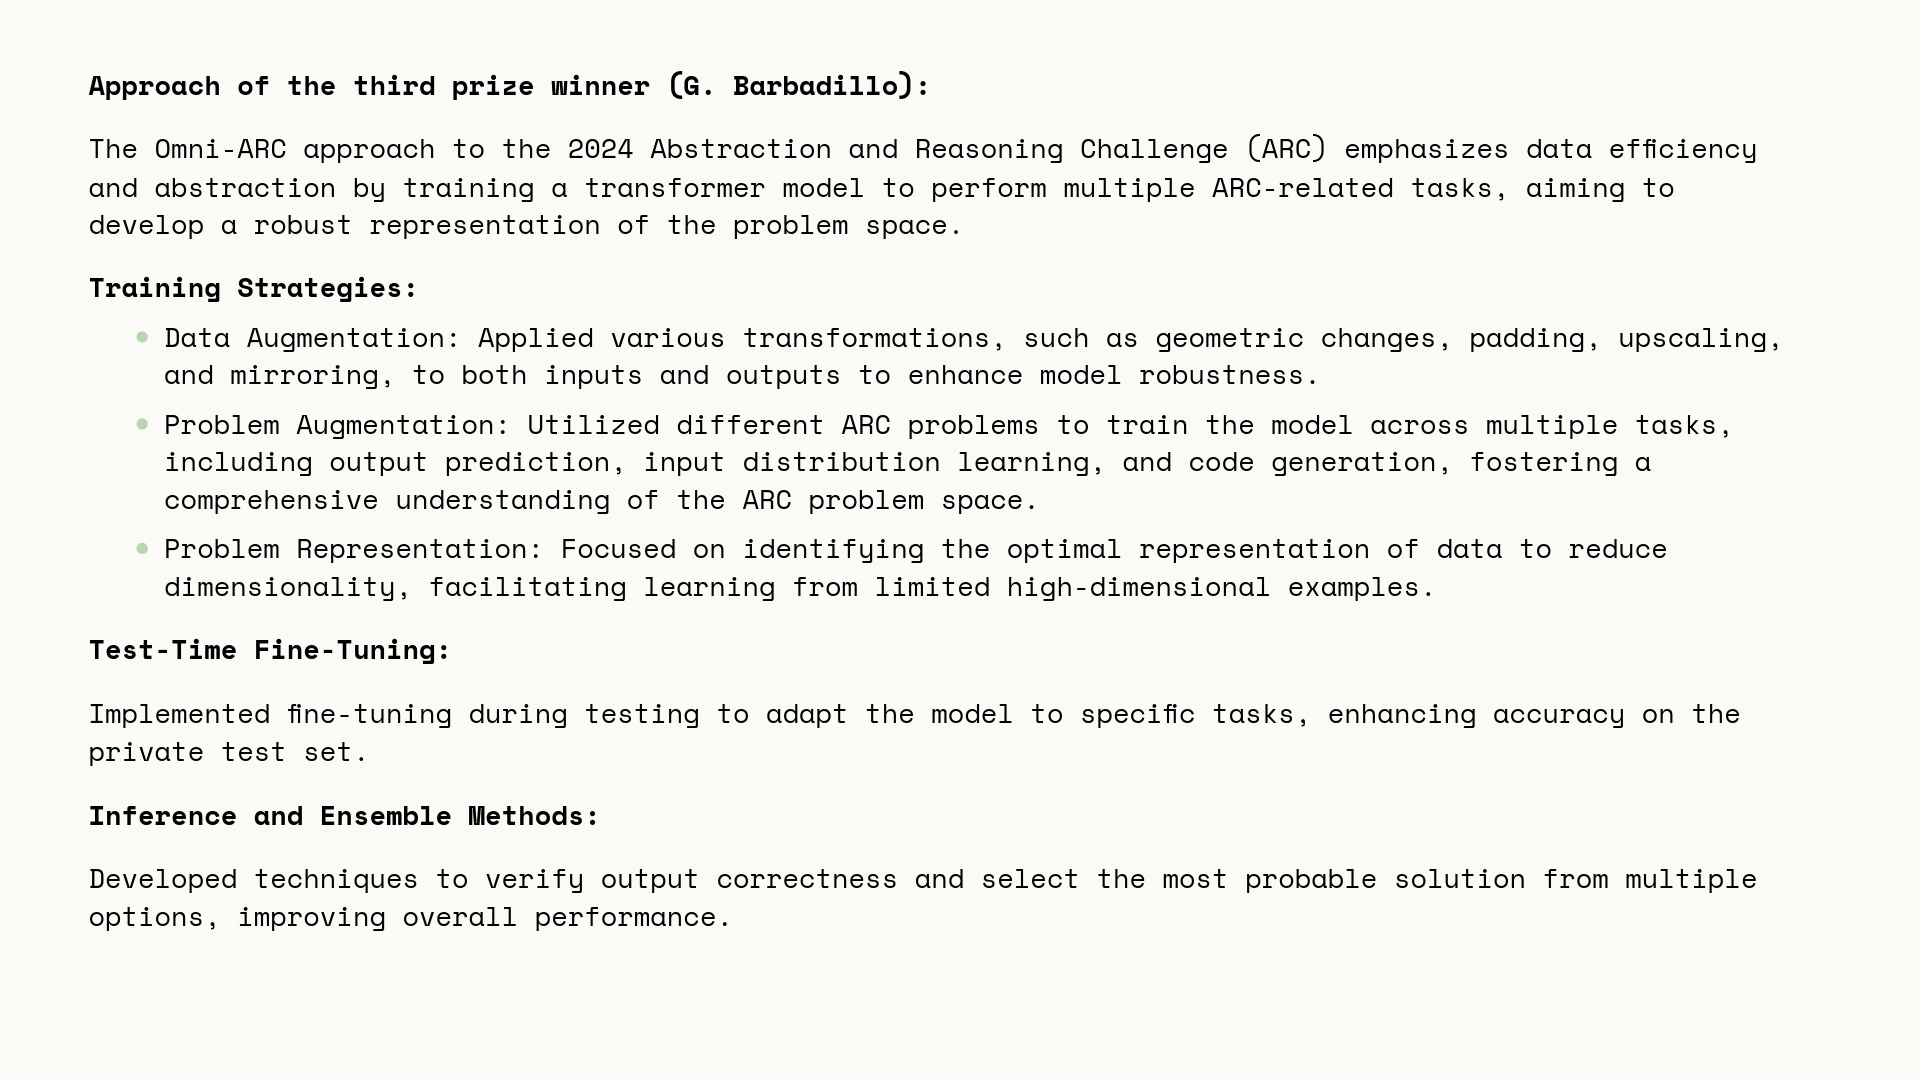 Approach of the third prize winner (G. Barbadillo):
The Omni-ARC approach to the 2024 Abstraction and Reasoning Challenge (ARC) emphasizes data efficiency
and abstraction by training a transformer model to perform multiple ARC-related tasks, aiming to
develop a robust representation of the problem space.
Training Strategies:
• Data Augmentation: Applied various transformations, such as geometric changes, padding, upscaling,
and mirroring, to both inputs and outputs to enhance model robustness.
• Problem Augmentation: Utilized different ARC problems to train the model across multiple tasks,
including output prediction, input distribution learning, and code generation, fostering a
comprehensive understanding of the ARC problem space.
• Problem Representation: Focused on identifying the optimal representation of data to reduce
dimensionality, facilitating learning from limited high-dimensional examples.
Test-Time Fine-Tuning:
Implemented fine-tuning during testing to adapt the model to specific tasks, enhancing accuracy on the
private test set.
Inference and Ensemble Methods:
Developed techniques to verify output correctness and select the most probable solution from multiple
options, improving overall performance.